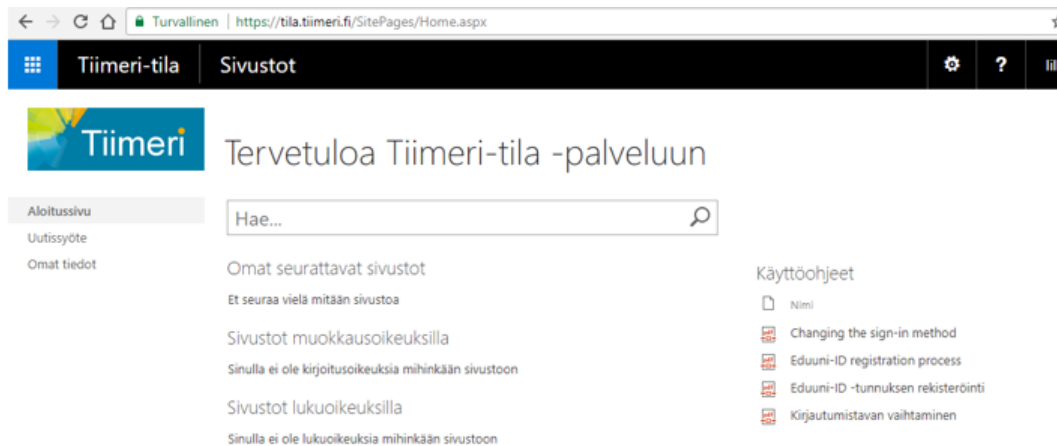 Turvallinen | https://tila.tiimeri.fi/SitePages/Home.aspx
Tiimeri-tila Sivustot ?
Tiimeri
Tervetuloa Tiimeri-tila -palveluun
Aloitussivu
Uutissyöte
Omat tiedot
Hae...
Omat seurattavat sivustot
Et seuraa vielä mitään sivustoa
Sivustot muokkausoikeuksilla
Sinulla ei ole kirjoitusoikeuksia mihinkään sivustoon
Sivustot lukuoikeuksilla
Sinulla ei ole lukuoikeuksia mihinkään sivustoon
Käyttöohjeet
Nimi
Changing the sign-in method
Eduuni-ID registration process
Eduuni-ID -tunnuksen rekisteröinti
Kirjautumistavan vaihtaminen